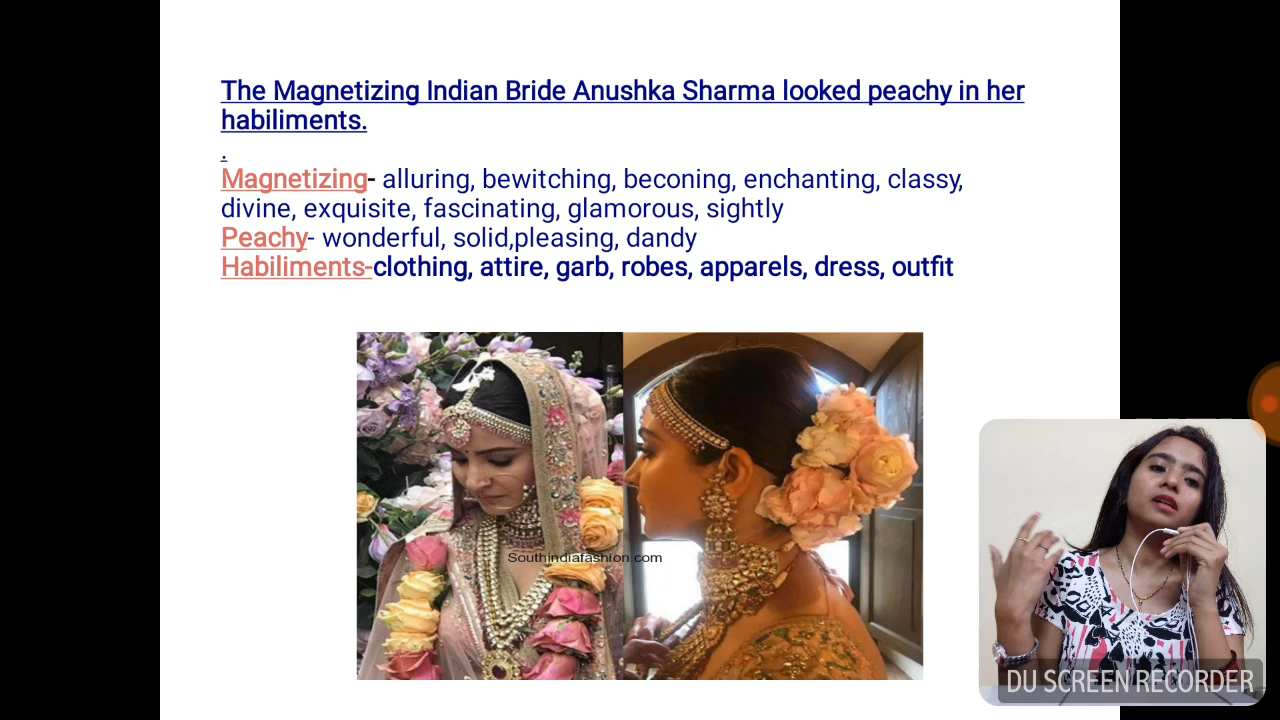 The Magnetizing Indian Bride Anushka Sharma looked peachy in her
habiliments.
.
Magnetizing- alluring, bewitching, beconing, enchanting, classy,
divine, exquisite, fascinating, glamorous, sightly
Peachy- wonderful, solid,pleasing, dandy
Habiliments-clothing, attire, garb, robes, apparels, dress, outfit
Southindiafashion.com
DU SCREEN RECORDER